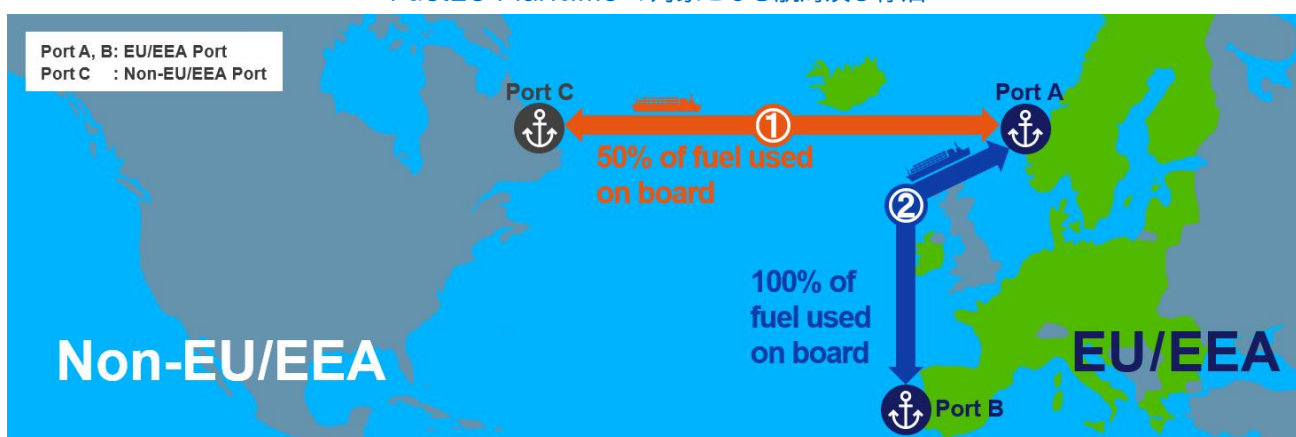 Port A, B: EU/EEA Port
Port C : Non-EU/EEA Port
Port C
Port A
①
50% of fuel used
on board
②
100% of
fuel used
on board
Non-EU/EEA
EU/EEA
Port B